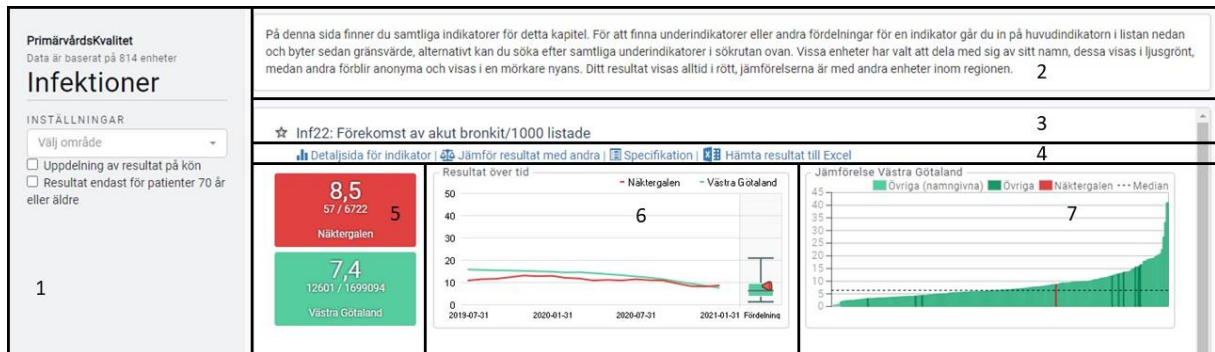 PrimärvårdsKvalitet
Data är baserat på 814 enheter
Infektioner
INSTÄLLNINGAR
Välj område
Uppdelning av resultat på kön
Resultat endast för patienter 70 år
eller äldre
1
På denna sida finner du samtliga indikatorer för detta kapitel. För att finna underindikatorer eller andra fördelningar för en indikator går du in på huvudindikatorn i listan nedan
och byter sedan gränsvärde, alternativt kan du söka efter samtliga underindikatorer i sökrutan ovan. Vissa enheter har valt att dela med sig av sitt namn, dessa visas i ljusgrönt,
medan andra förblir anonyma och visas i en mörkare nyans. Ditt resultat visas alltid i rött, jämförelserna är med andra enheter inom regionen.
2
3
Inf22: Förekomst av akut bronkit/1000 listade
Detaljsida för indikator | Jämför resultat med andra | Specifikation | Hämta resultat till Excel
4
8,5
57 / 6722
Näktergalen
5
7,4
12601 / 1699094
Västra Götaland
Resultat över tid
Näktergalen
Västra Götaland
6
50
40
30
20
10
0
2019-07-31 2020-01-31 2020-07-31 2021-01-31 Fördelning
Jämförelse Västra Götaland
Övriga (namngivna) Övriga Näktergalen Median
7
45
40
35
30
25
20
15
10
5
0